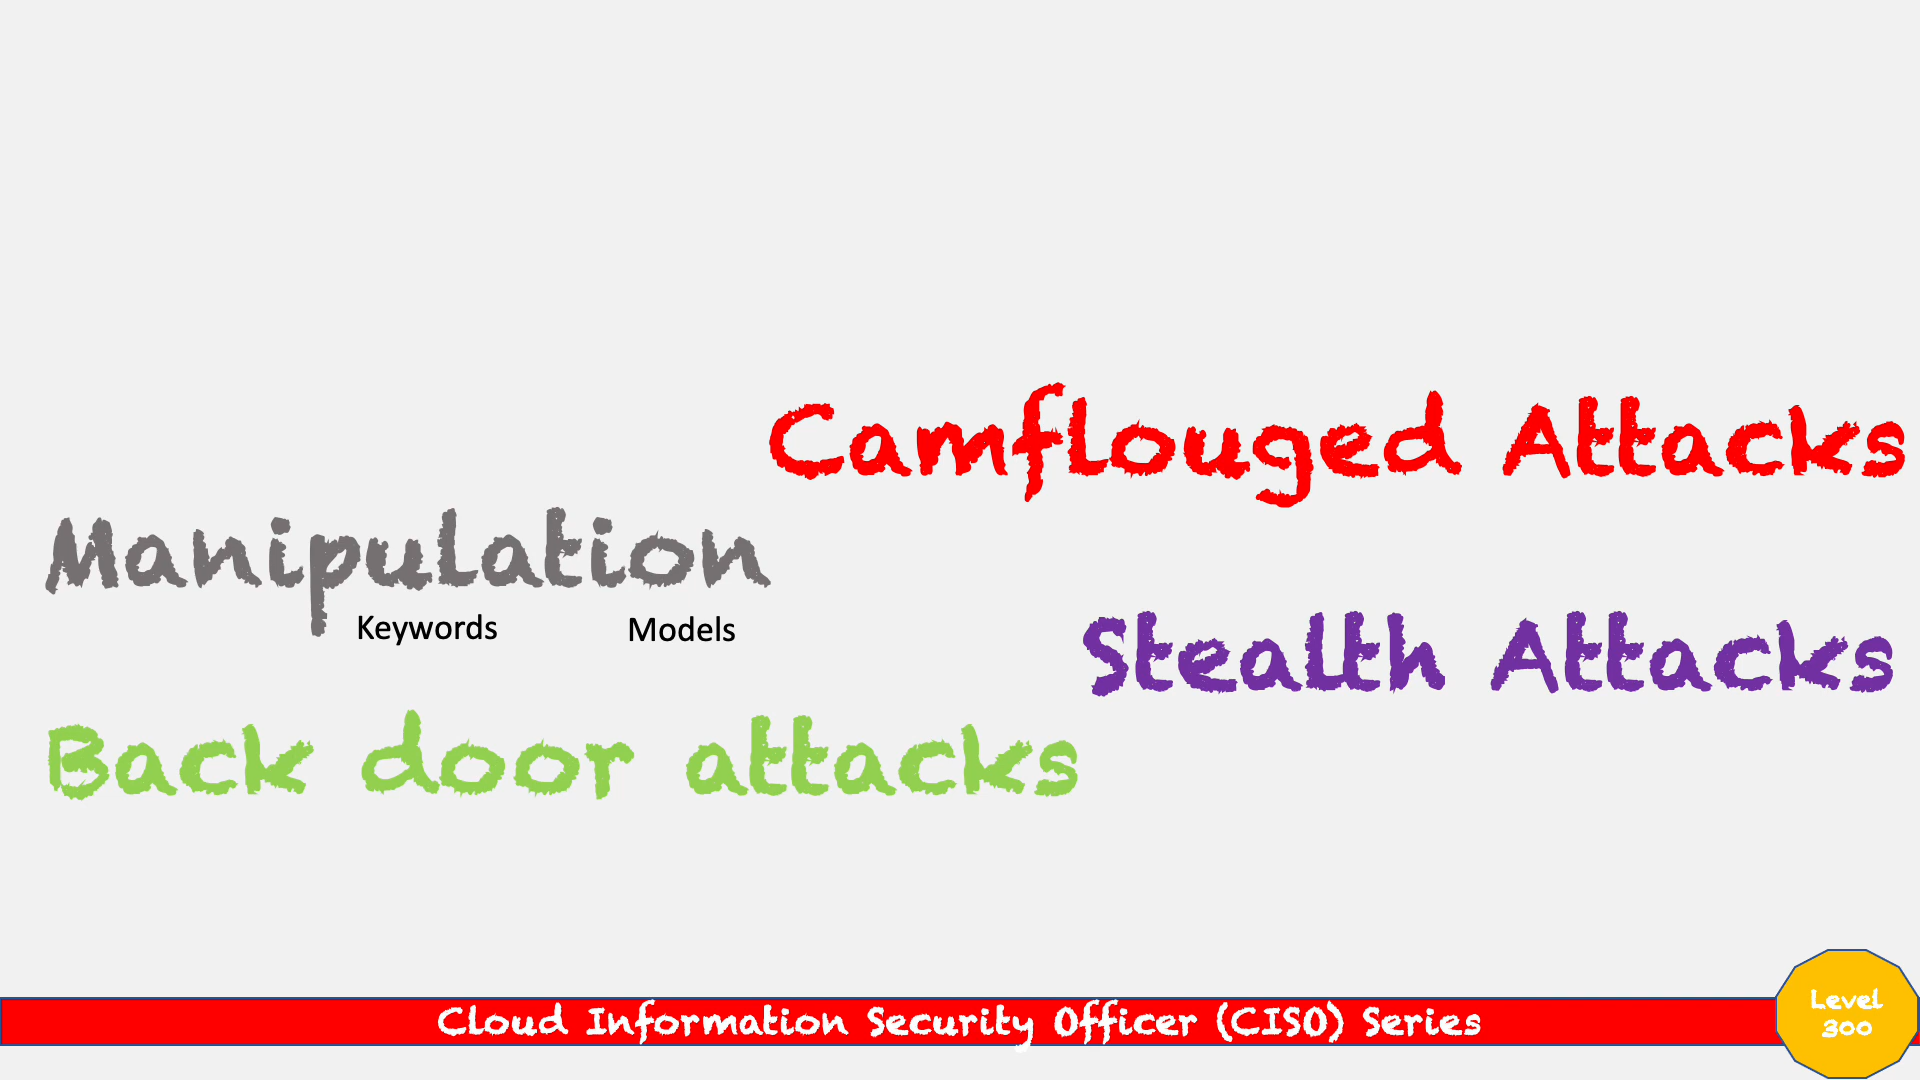 Camflouged Attacks
Manipulation
Keywords
Models
Stealth Attacks
Back door attacks
Cloud Information Security Officer (CISO) Series
Level
300